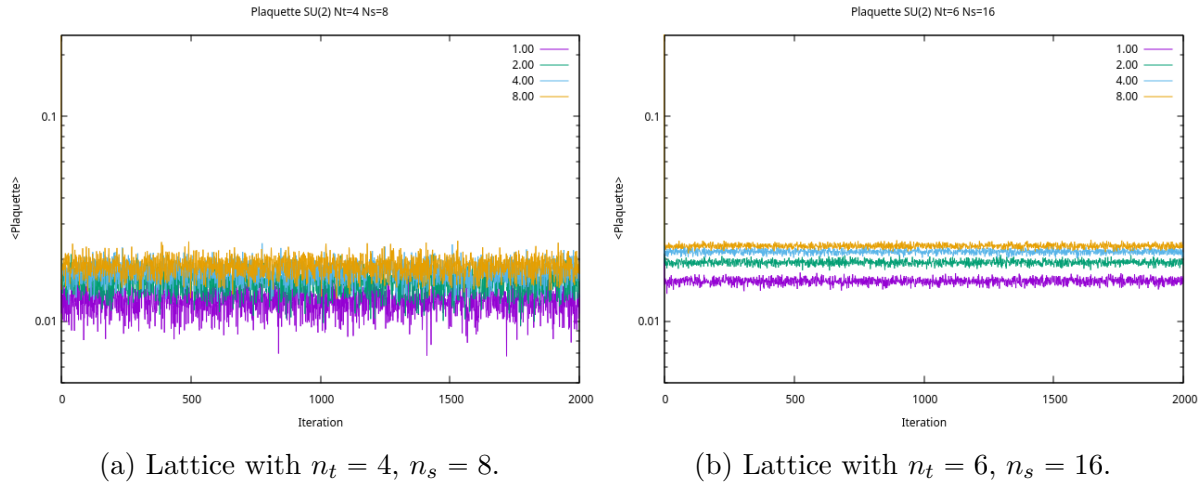 Plaquette SU(2) Nt=4 Ns=8
1.00
2.00
4.00
8.00
0.1
0.01
<Plaquette>
0 500 1000 1500 2000
Iteration
(a) Lattice with nt = 4, ns = 8.
Plaquette SU(2) Nt=6 Ns=16
1.00
2.00
4.00
8.00
0.1
0.01
<Plaquette>
0 500 1000 1500 2000
Iteration
(b) Lattice with nt = 6, ns = 16.